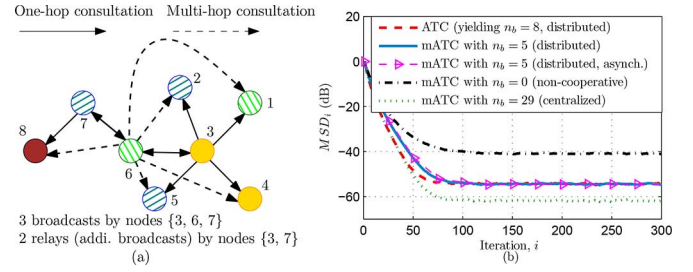 One-hop consultation
Multi-hop consultation
2
1
8
7
3
6
5
4
3 broadcasts by nodes {3, 6, 7}
2 relays (addi. broadcasts) by nodes {3, 7}
(a)
20
0
−20
−40
−60
MSDᵢ (dB)
ATC (yielding n_b = 8, distributed)
mATC with n_b = 5 (distributed)
mATC with n_b = 5 (distributed, asynch.)
mATC with n_b = 0 (non-cooperative)
mATC with n_b = 29 (centralized)
0 50 100 150 200 250 300
Iteration, i
(b)